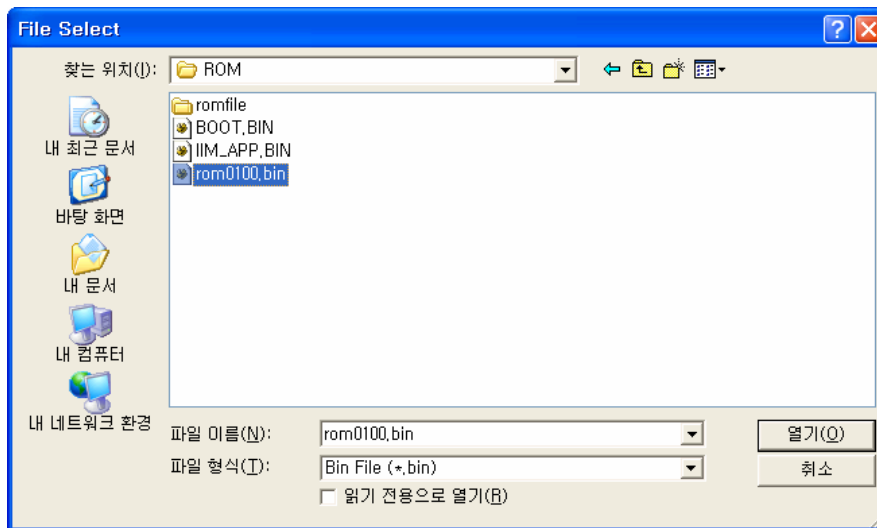 File Select
찾는 위치(I):
ROM
romfile
BOOT.BIN
IIM_APP.BIN
rom0100.bin
내 최근 문서
바탕 화면
내 문서
내 컴퓨터
내 네트워크 환경
파일 이름(N):
rom0100.bin
열기(O)
파일 형식(T):
Bin File (*.bin)
취소
읽기 전용으로 열기(R)